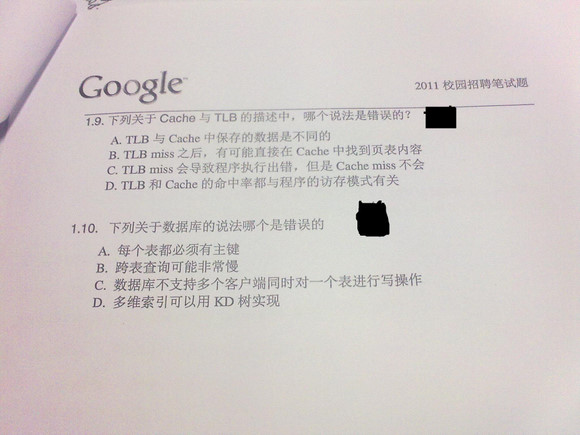 Google™
2011 校园招聘笔试题
1.9. 下列关于 Cache 与 TLB 的描述中，哪个说法是错误的？
A. TLB 与 Cache 中保存的数据是不同的
B. TLB miss 之后，有可能直接在 Cache 中找到页表内容
C. TLB miss 会导致程序执行出错，但是 Cache miss 不会
D. TLB 和 Cache 的命中率都与程序的访存模式有关
1.10. 下列关于数据库的说法哪个是错误的
A. 每个表都必须有主键
B. 跨表查询可能非常慢
C. 数据库不支持多个客户端同时对一个表进行写操作
D. 多维索引可以用 KD 树实现